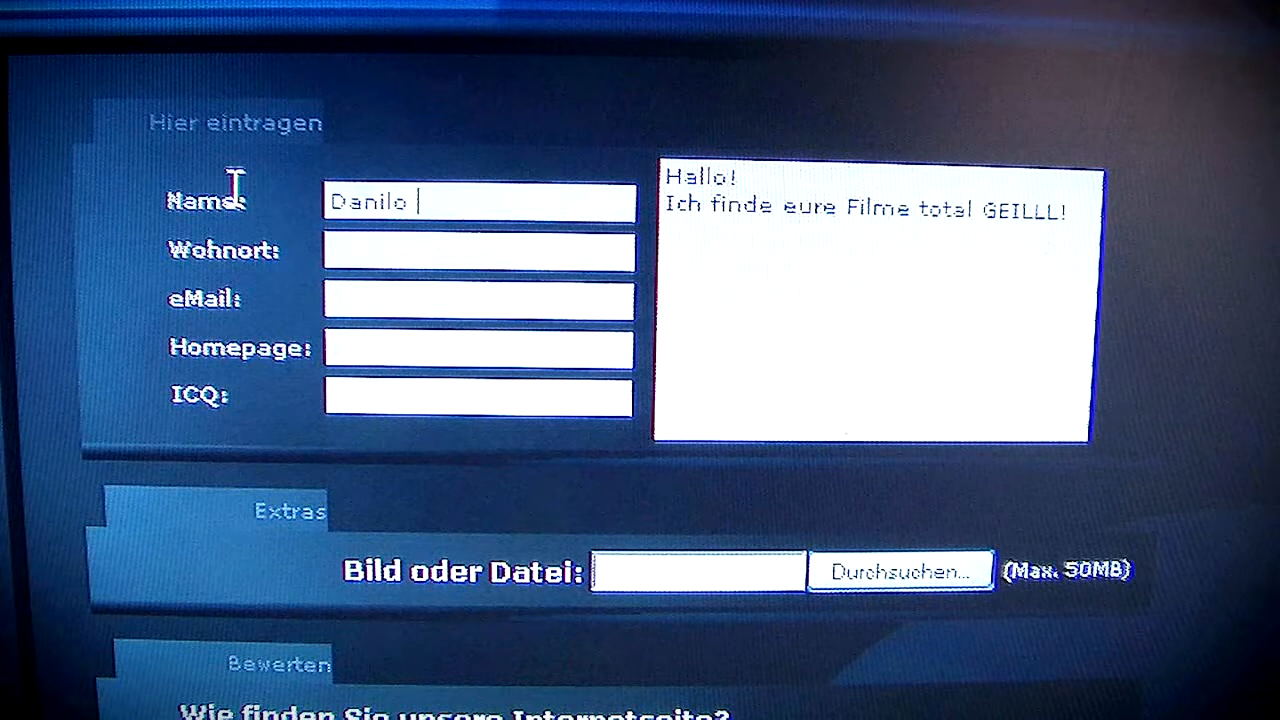 Hier eintragen
Name: Danilo
Wohnort:
eMail:
Homepage:
ICQ:
Hallo!
Ich finde eure Filme total GEILLL!
Extras
Bild oder Datei: Durchsuchen... (Max. 50MB)
Bewerten
Wie finden Sie unsere Internetseite?